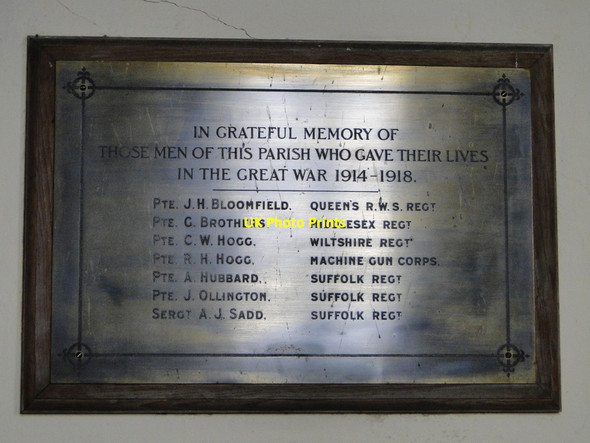 IN GRATEFUL MEMORY OF
THOSE MEN OF THIS PARISH WHO GAVE THEIR LIVES
IN THE GREAT WAR 1914-1918.
PTE. J. H. BLOOMFIELD. QUEEN'S R.W.S. REGT
PTE. C. BROTHERS. MIDDLESEX REGT
UK Photo Prints
PTE. C. W. HOGG. WILTSHIRE REGT
PTE. R. H. HOGG. MACHINE GUN CORPS.
PTE. A. HUBBARD. SUFFOLK REGT
PTE. J. OLLINGTON. SUFFOLK REGT
SERGT A. J. SADD. SUFFOLK REGT